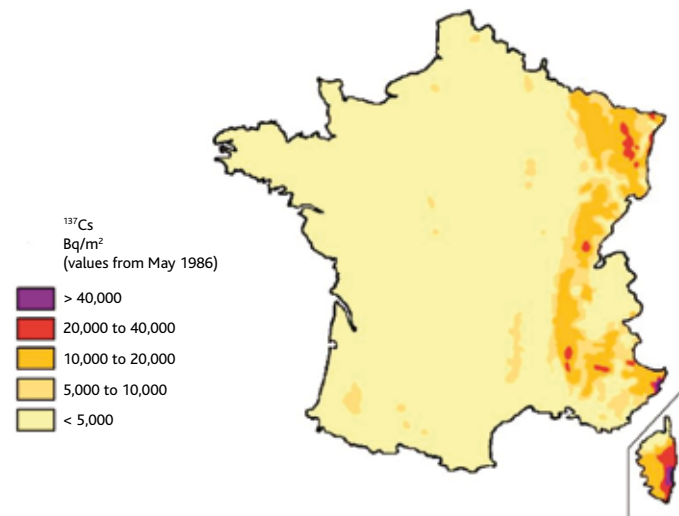 ¹³⁷Cs
Bq/m²
(values from May 1986)
> 40,000
20,000 to 40,000
10,000 to 20,000
5,000 to 10,000
< 5,000